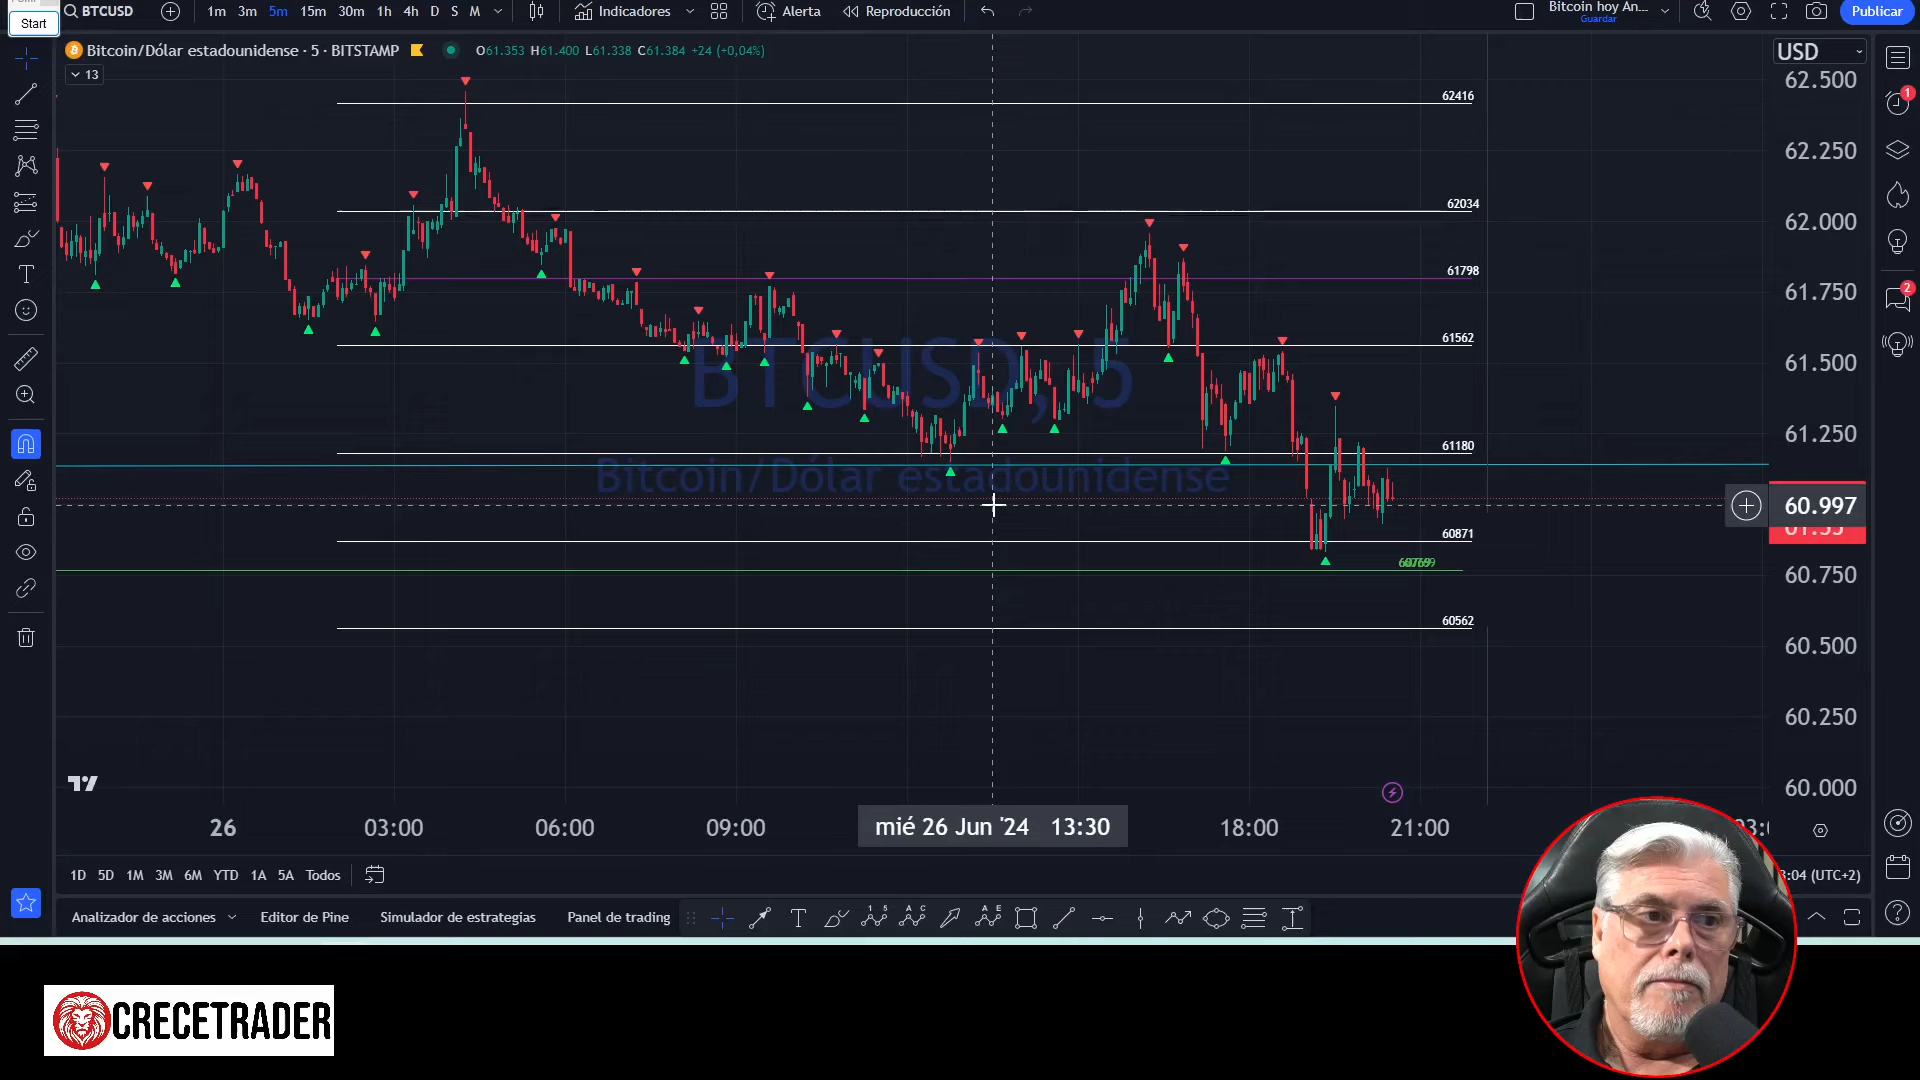 Start
BTCUSD
1m 3m 5m 15m 30m 1h 4h D S M
Indicadores
Alerta
Reproducción
Bitcoin hoy An...
Guardar
Publicar
Bitcoin/Dólar estadounidense · 5 · BITSTAMP
O61.353 H61.400 L61.338 C61.384 +24 (+0,04%)
13
USD
62.500
62.250
62.000
61.750
61.500
61.250
60.997
60.750
60.500
60.250
60.000
62416
62034
61798
61562
61180
60871
60562
BTCUSD, 5
Bitcoin/Dólar estadounidense
1
2
26 03:00 06:00 09:00 mié 26 Jun '24 13:30 18:00 21:00
1D 5D 1M 3M 6M YTD 1A 5A Todos
(UTC+2)
Analizador de acciones
Editor de Pine
Simulador de estrategias
Panel de trading
CRECETRADER